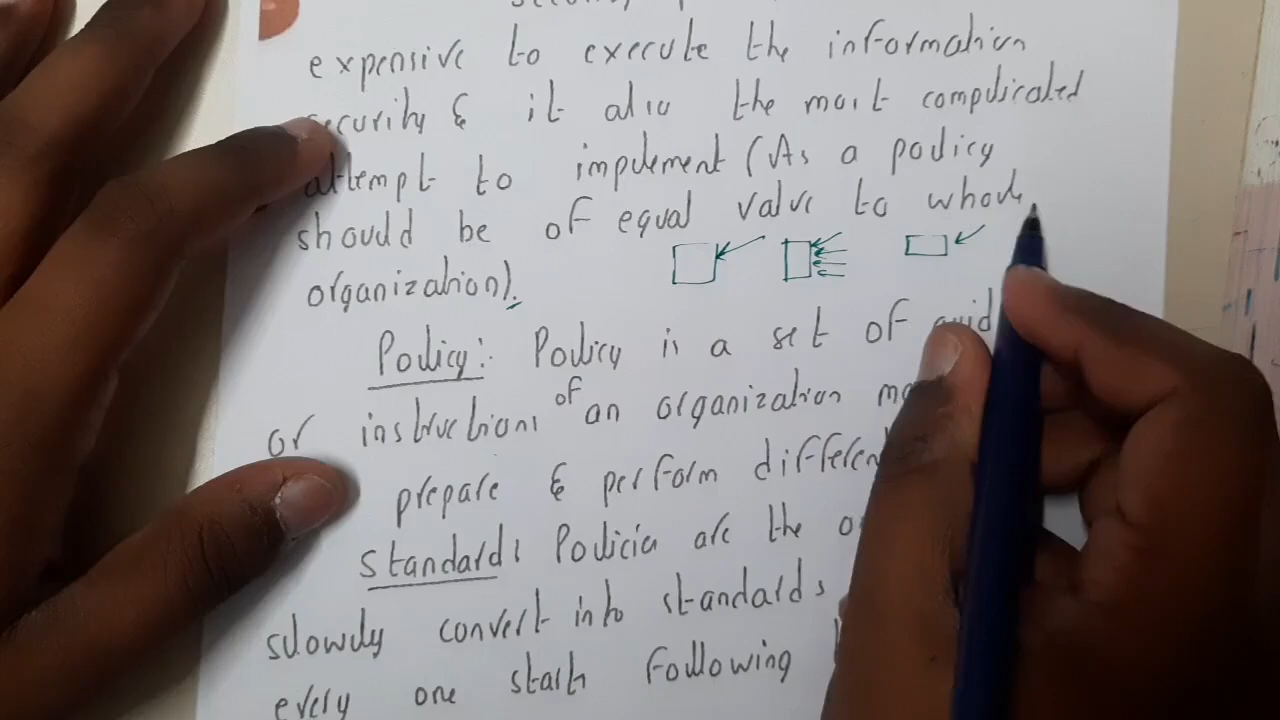 expensive to execute the information
security & it also the most complicated
attempt to implement (As a policy
should be of equal value to whole
organization).
Policy: Policy is a set of
or instructions of an organization
prepare & perform
Standard: Policies are the
slowly convert into standards
every one starts following